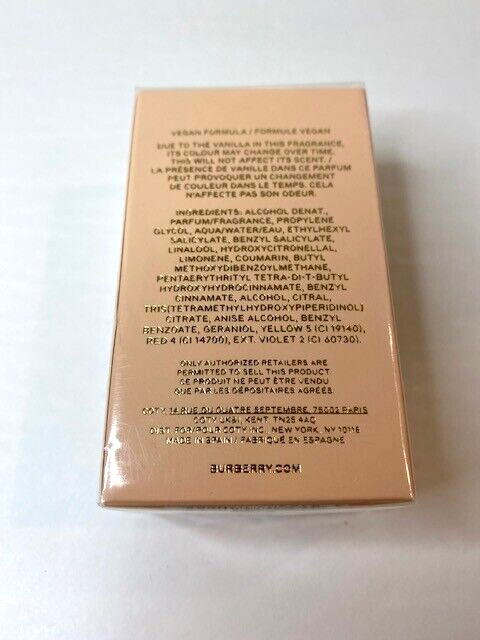 VEGAN FORMULA / FORMULE VEGAN
DUE TO THE VANILLA IN THIS FRAGRANCE,
ITS COLOUR MAY CHANGE OVER TIME.
THIS WILL NOT AFFECT ITS SCENT. /
LA PRÉSENCE DE VANILLE DANS CE PARFUM
PEUT PROVOQUER UN CHANGEMENT
DE COULEUR DANS LE TEMPS. CELA
N'AFFECTE PAS SON ODEUR.
INGREDIENTS: ALCOHOL DENAT.,
PARFUM/FRAGRANCE, PROPYLENE
GLYCOL, AQUA/WATER/EAU, ETHYLHEXYL
SALICYLATE, BENZYL SALICYLATE,
LINALOOL, HYDROXYCITRONELLAL,
LIMONENE, COUMARIN, BUTYL
METHOXYDIBENZOYLMETHANE,
PENTAERYTHRITYL TETRA-DI-T-BUTYL
HYDROXYHYDROCINNAMATE, BENZYL
CINNAMATE, ALCOHOL, CITRAL,
TRIS(TETRAMETHYLHYDROXYPIPERIDINOL)
CITRATE, ANISE ALCOHOL, BENZYL
BENZOATE, GERANIOL, YELLOW 5 (CI 19140),
RED 4 (CI 14700), EXT. VIOLET 2 (CI 60730).
ONLY AUTHORIZED RETAILERS ARE
PERMITTED TO SELL THIS PRODUCT.
CE PRODUIT NE PEUT ÊTRE VENDU
QUE PAR LES DÉPOSITAIRES AGRÉÉS.
COTY, 14 RUE DU QUATRE SEPTEMBRE, 75002 PARIS
COTY UK&I, KENT, TN25 4AQ
DIST. FOR/POUR COTY INC., NEW YORK, NY 10118
MADE IN SPAIN / FABRIQUÉ EN ESPAGNE
BURBERRY.COM